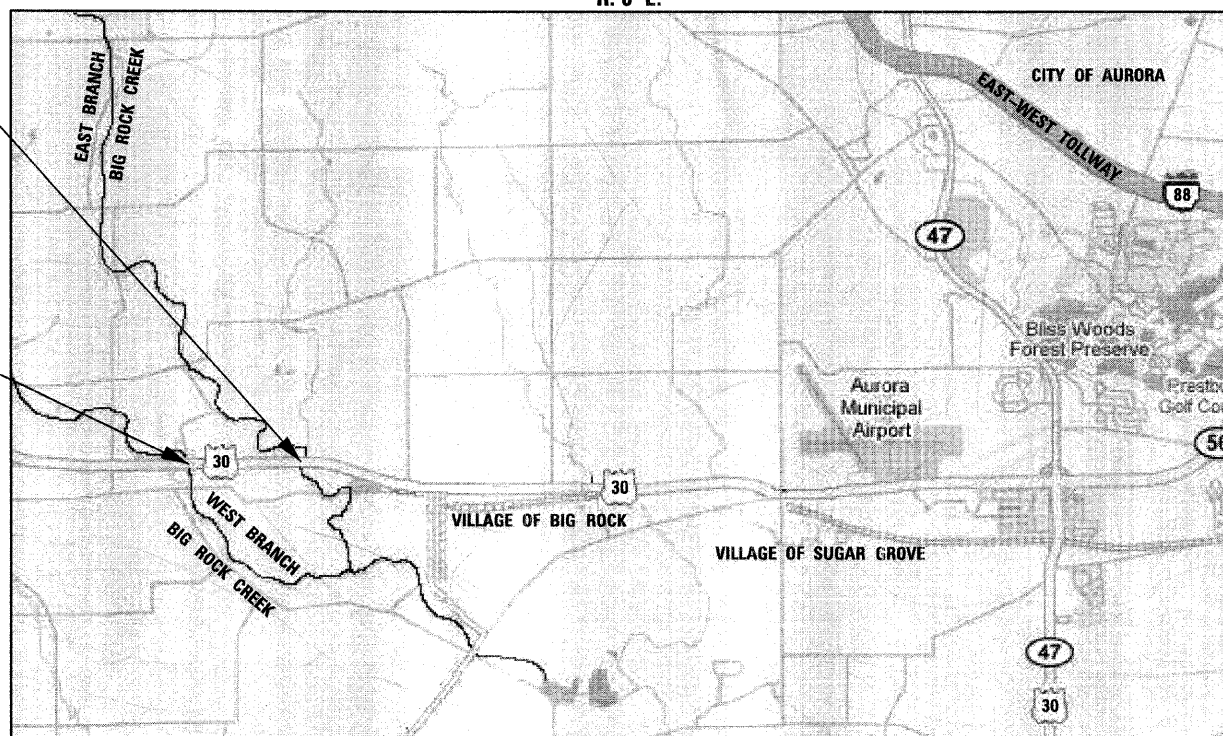 EAST BRANCH
BIG ROCK CREEK
CITY OF AURORA
EAST-WEST TOLLWAY
88
47
Bliss Woods
Forest Preserve
Aurora
Municipal
Airport
Golf
30
30
WEST BRANCH
BIG ROCK CREEK
VILLAGE OF BIG ROCK
VILLAGE OF SUGAR GROVE
47
30